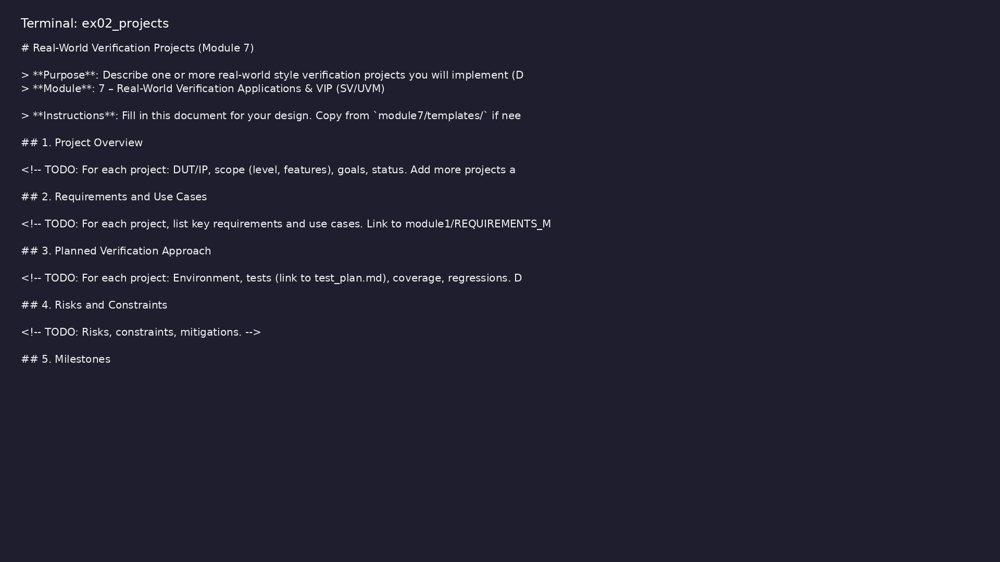 Terminal: ex02_projects
# Real-World Verification Projects (Module 7)
> **Purpose**: Describe one or more real-world style verification projects you will implement (D
> **Module**: 7 – Real-World Verification Applications & VIP (SV/UVM)
> **Instructions**: Fill in this document for your design. Copy from `module7/templates/` if nee
## 1. Project Overview
<!-- TODO: For each project: DUT/IP, scope (level, features), goals, status. Add more projects a
## 2. Requirements and Use Cases
<!-- TODO: For each project, list key requirements and use cases. Link to module1/REQUIREMENTS_M
## 3. Planned Verification Approach
<!-- TODO: For each project: Environment, tests (link to test_plan.md), coverage, regressions. D
## 4. Risks and Constraints
<!-- TODO: Risks, constraints, mitigations. -->
## 5. Milestones